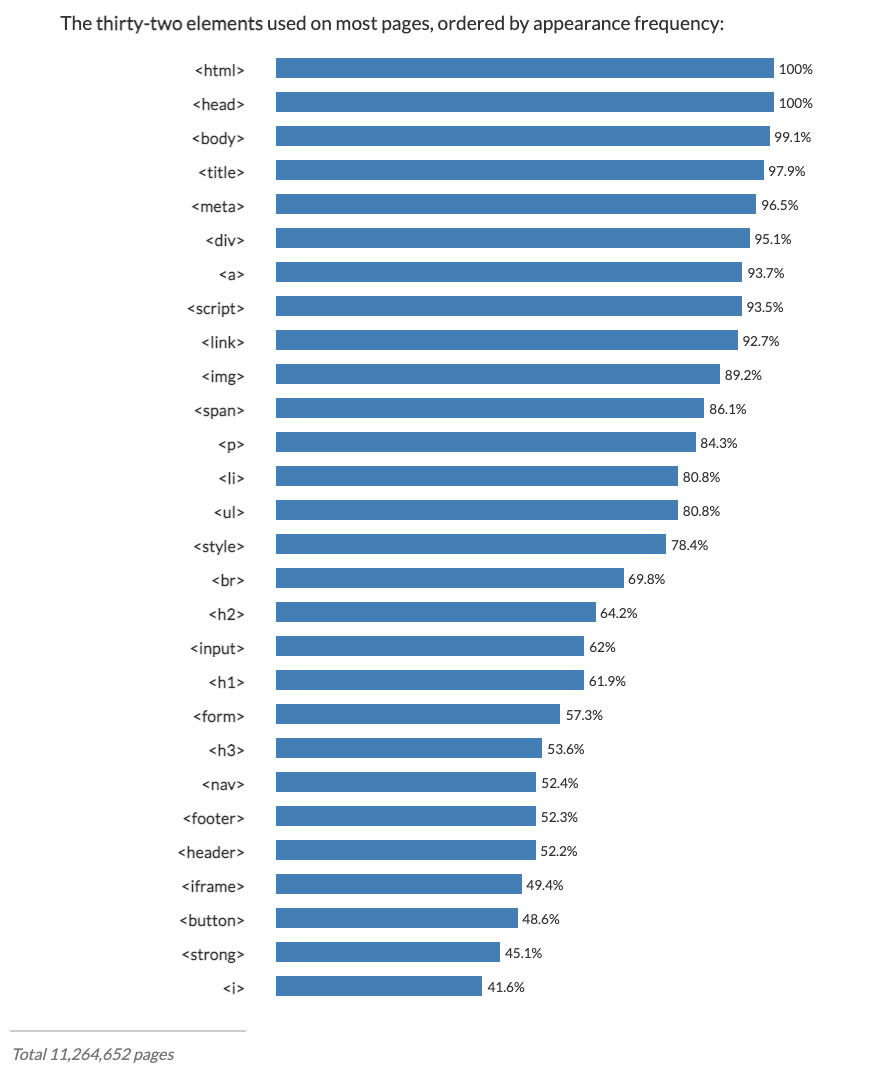 The thirty-two elements used on most pages, ordered by appearance frequency:
<html> 100%
<head> 100%
<body> 99.1%
<title> 97.9%
<meta> 96.5%
<div> 95.1%
<a> 93.7%
<script> 93.5%
<link> 92.7%
<img> 89.2%
<span> 86.1%
<p> 84.3%
<li> 80.8%
<ul> 80.8%
<style> 78.4%
<br> 69.8%
<h2> 64.2%
<input> 62%
<h1> 61.9%
<form> 57.3%
<h3> 53.6%
<nav> 52.4%
<footer> 52.3%
<header> 52.2%
<iframe> 49.4%
<button> 48.6%
<strong> 45.1%
<i> 41.6%
Total 11,264,652 pages